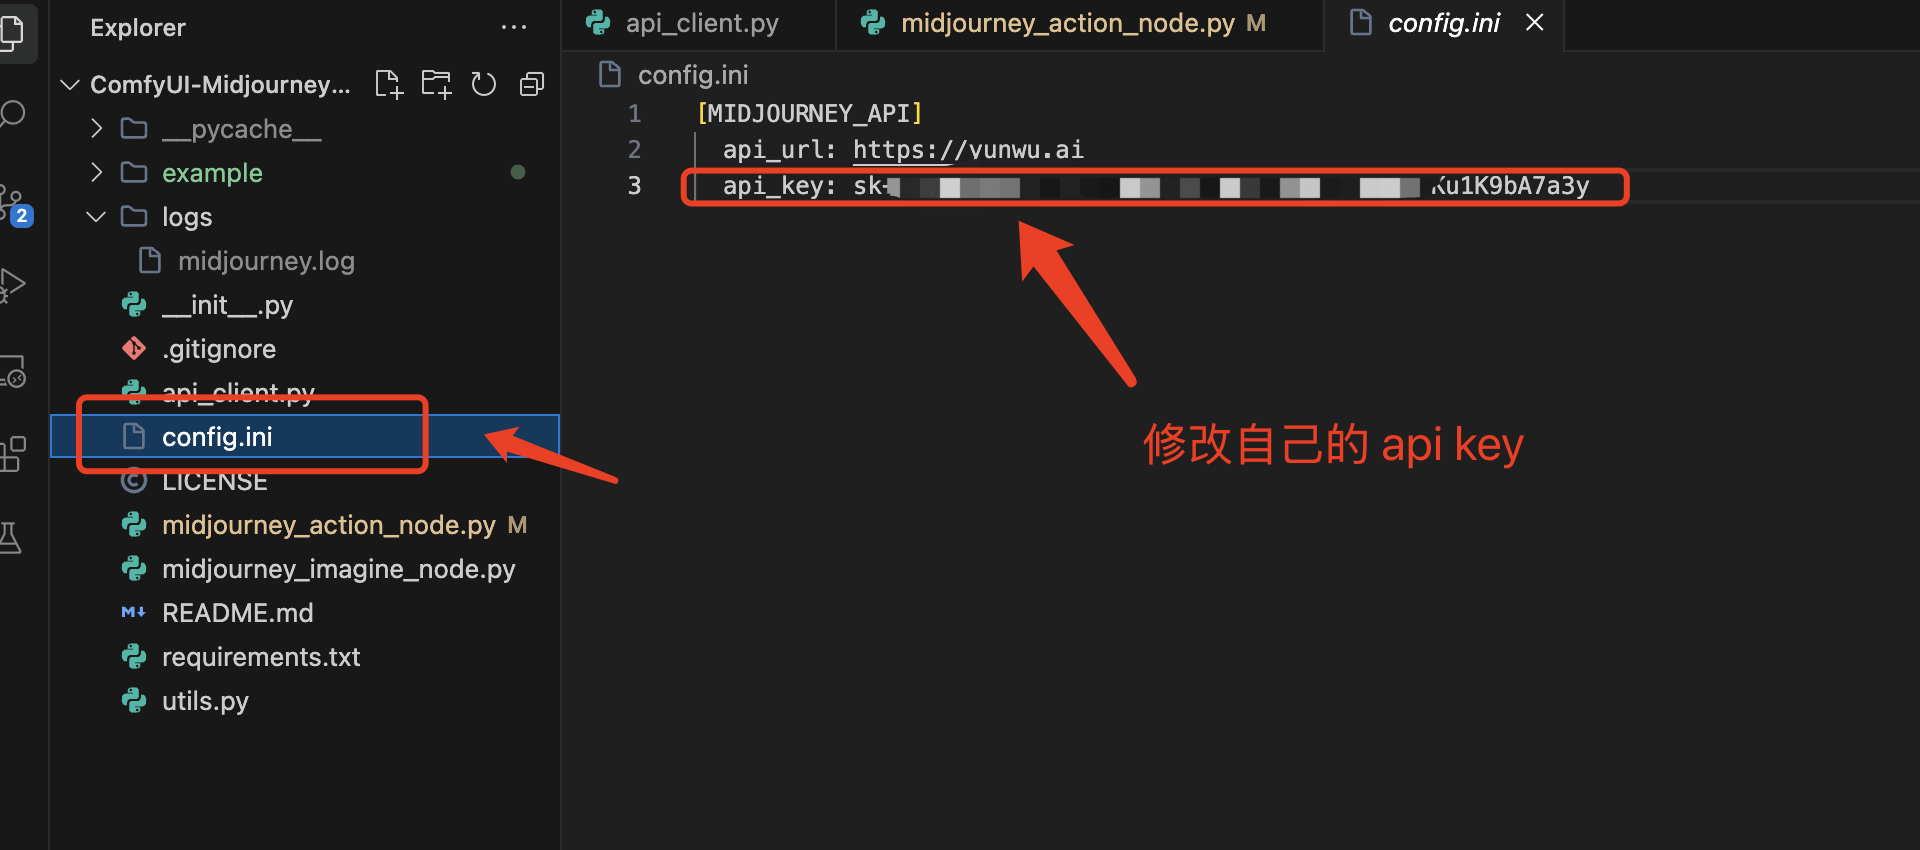 Explorer
ComfyUI-Midjourney...
__pycache__
example
logs
midjourney.log
__init__.py
.gitignore
api_client.py
config.ini
LICENSE
midjourney_action_node.py M
midjourney_imagine_node.py
README.md
requirements.txt
utils.py
2
api_client.py
midjourney_action_node.py M
config.ini
config.ini
1 [MIDJOURNEY_API]
2 api_url: https://yunwu.ai
3 api_key: sk- Ku1K9bA7a3y
修改自己的 api key